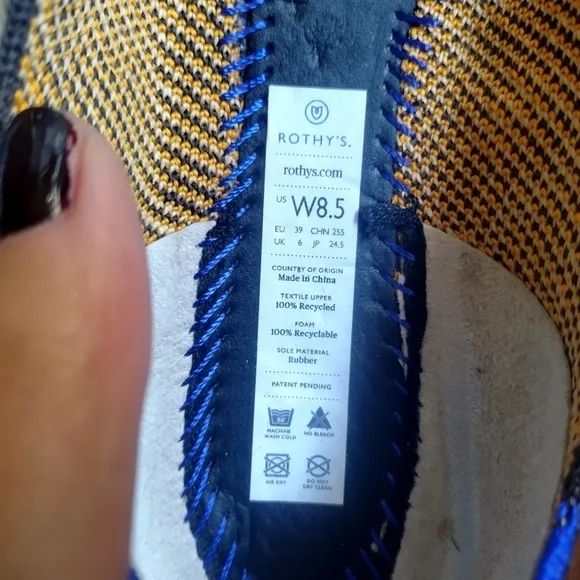 ROTHY'S.
rothys.com
US W8.5
EU 39 CHN 255
UK 6 JP 24.5
COUNTRY OF ORIGIN
Made in China
TEXTILE UPPER
100% Recycled
FOAM
100% Recyclable
SOLE MATERIAL
Rubber
PATENT PENDING
30
MACHINE WASH COLD
NO BLEACH
AIR DRY
DO NOT DRY CLEAN